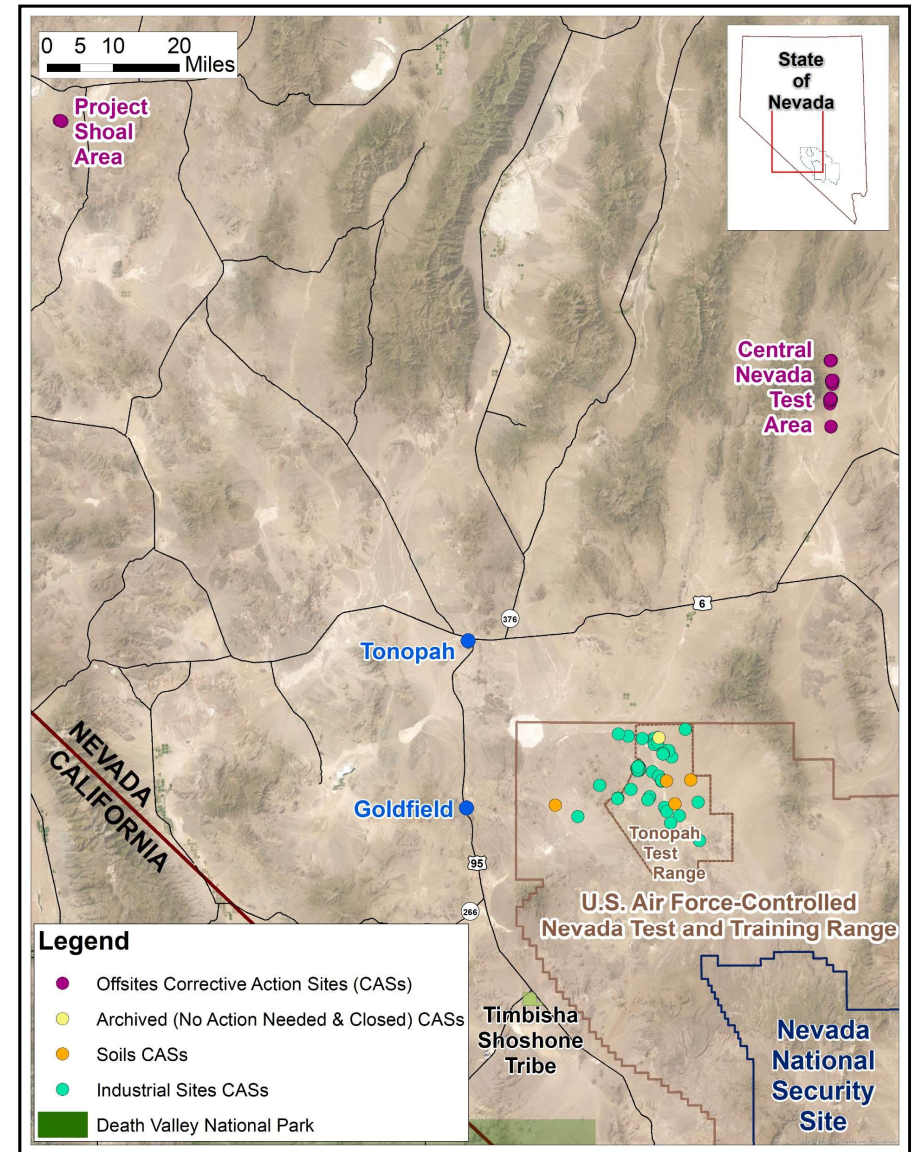 0 5 10 20
Miles
Project
Shoal
Area
State
of
Nevada
Central
Nevada
Test
Area
6
376
Tonopah
NEVADA
CALIFORNIA
Goldfield
95
266
Tonopah
Test
Range
U.S. Air Force-Controlled
Nevada Test and Training Range
Timbisha
Shoshone
Tribe
Nevada
National
Security
Site
Legend
Offsites Corrective Action Sites (CASs)
Archived (No Action Needed & Closed) CASs
Soils CASs
Industrial Sites CASs
Death Valley National Park